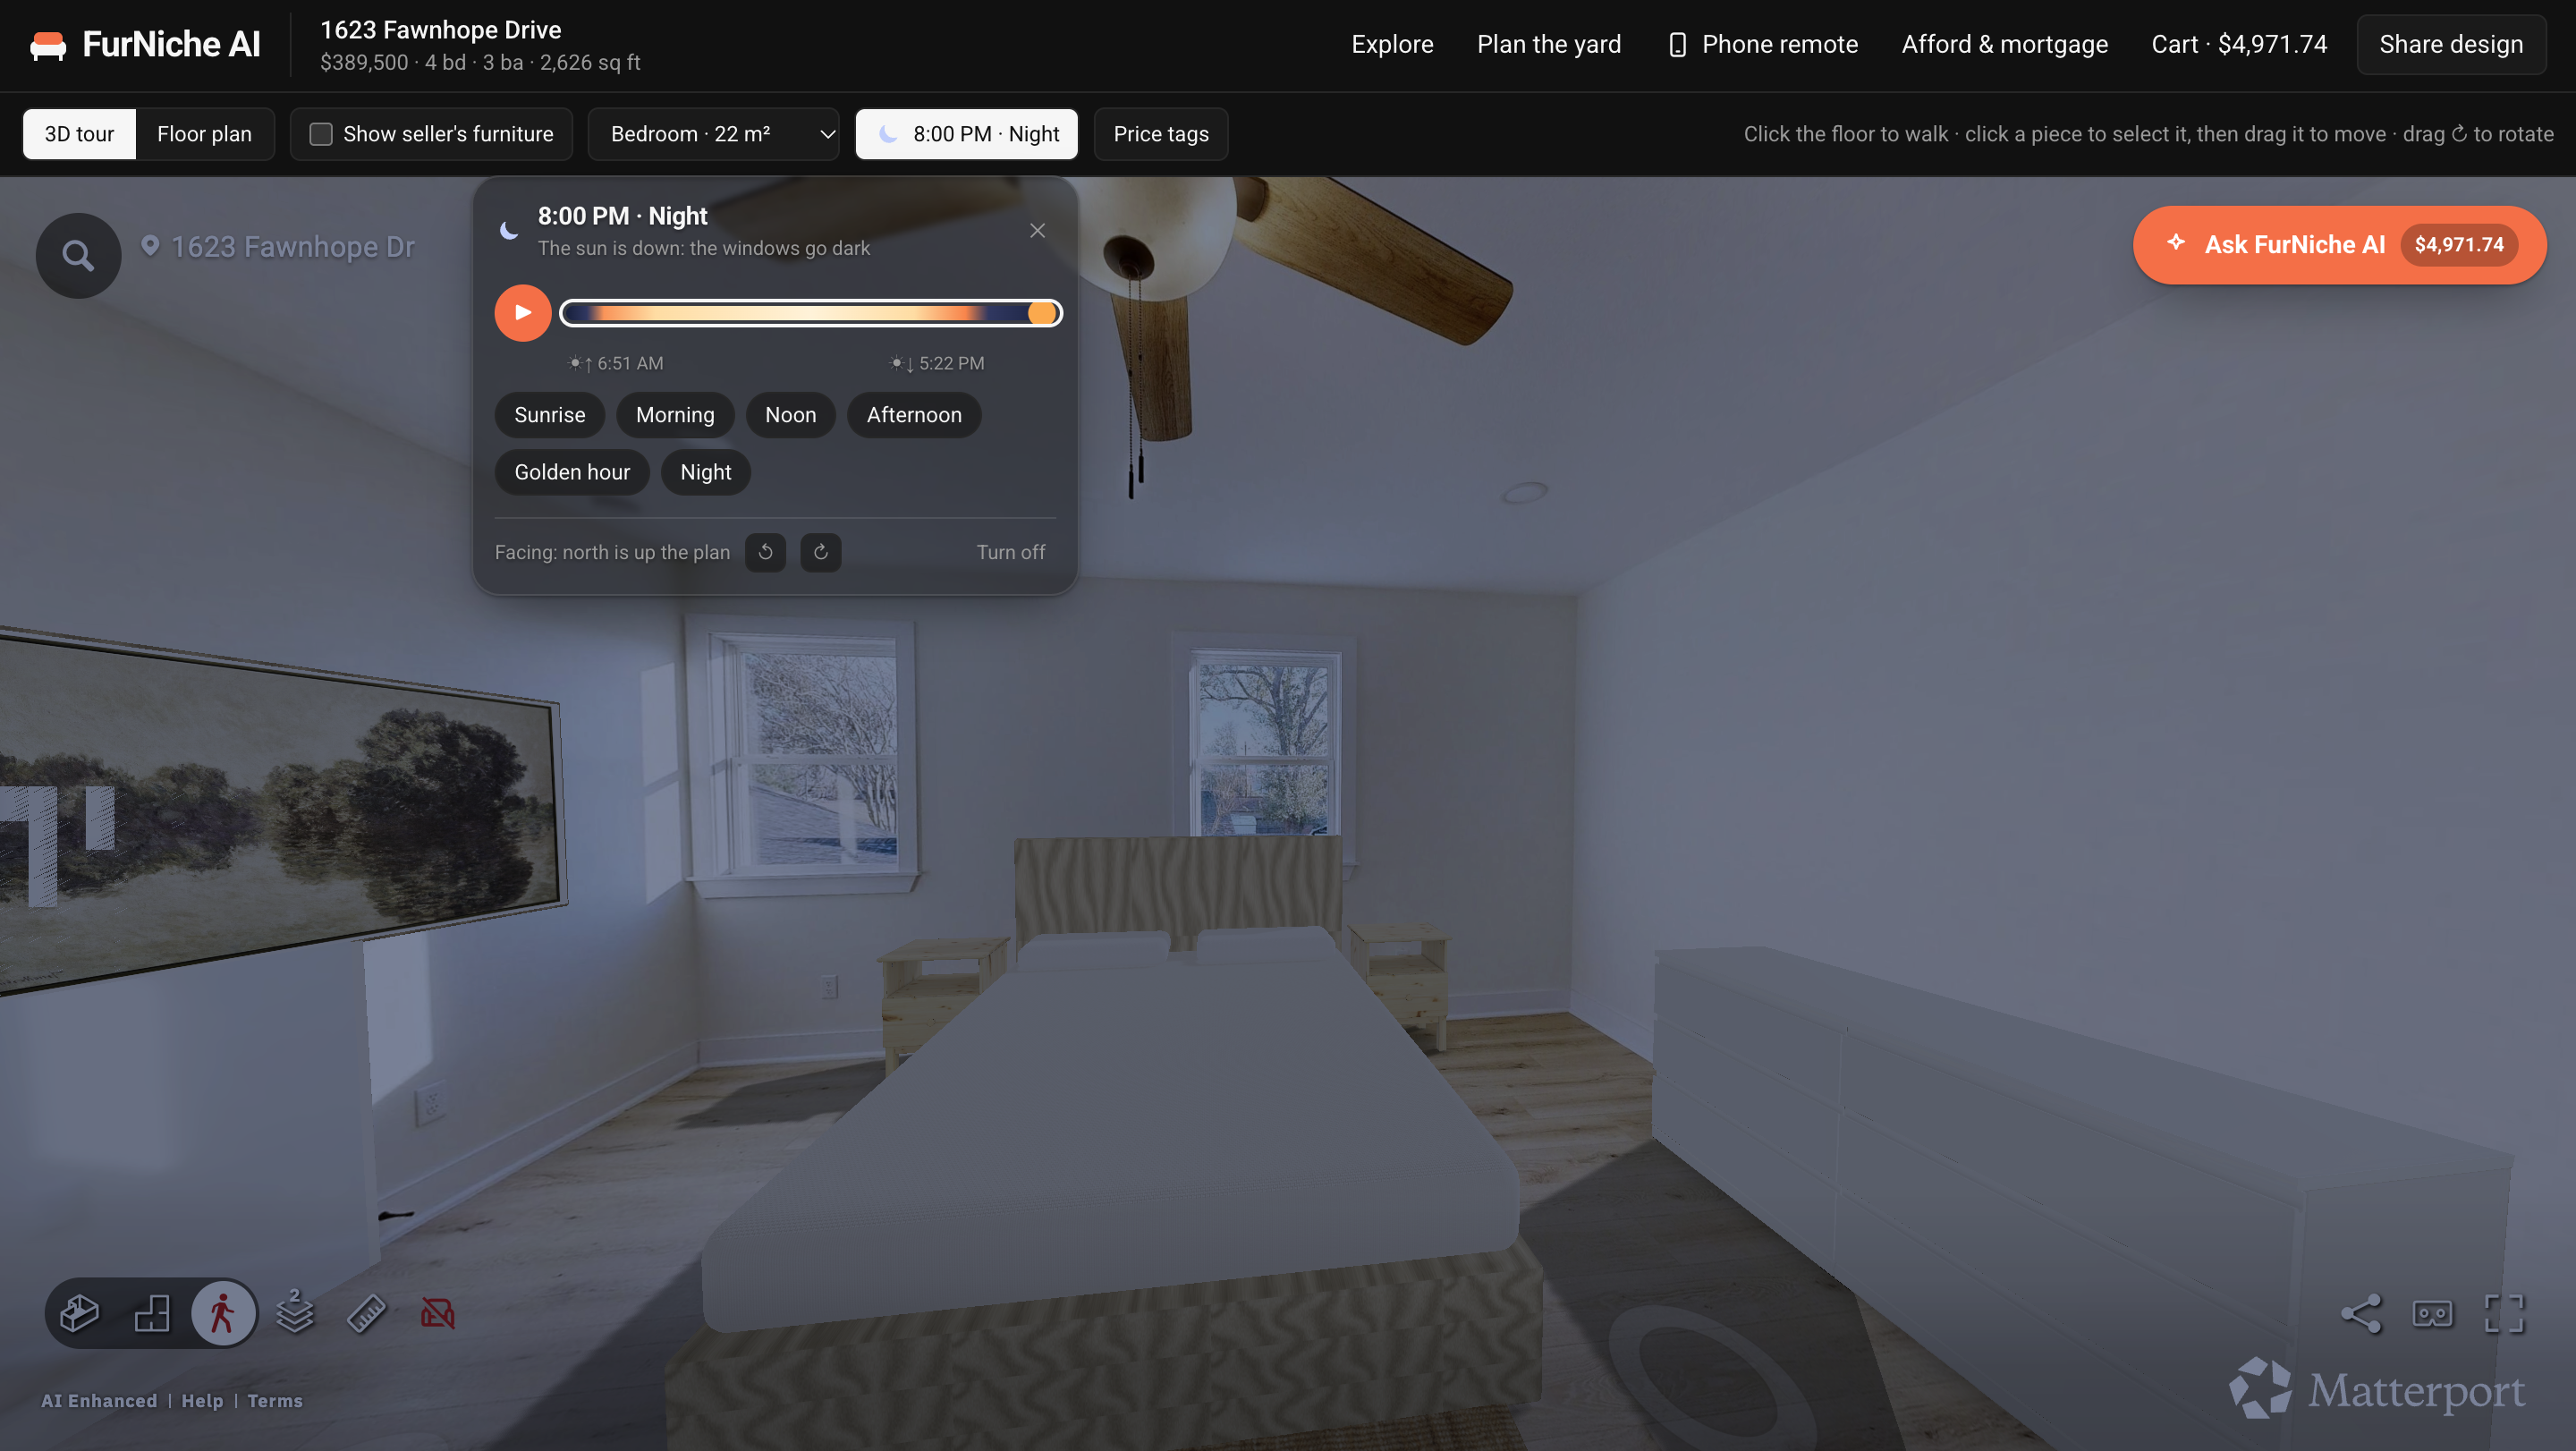 FurNiche AI
1623 Fawnhope Drive
$389,500 · 4 bd · 3 ba · 2,626 sq ft
Explore
Plan the yard
Phone remote
Afford & mortgage
Cart · $4,971.74
Share design
3D tour
Floor plan
Show seller's furniture
Bedroom · 22 m²
8:00 PM · Night
Price tags
Click the floor to walk · click a piece to select it, then drag it to move · drag ↻ to rotate
1623 Fawnhope Dr
8:00 PM · Night
The sun is down: the windows go dark
Ask FurNiche AI $4,971.74
☀↑ 6:51 AM
☀↓ 5:22 PM
Sunrise
Morning
Noon
Afternoon
Golden hour
Night
Facing: north is up the plan
Turn off
2
AI Enhanced | Help | Terms
Matterport